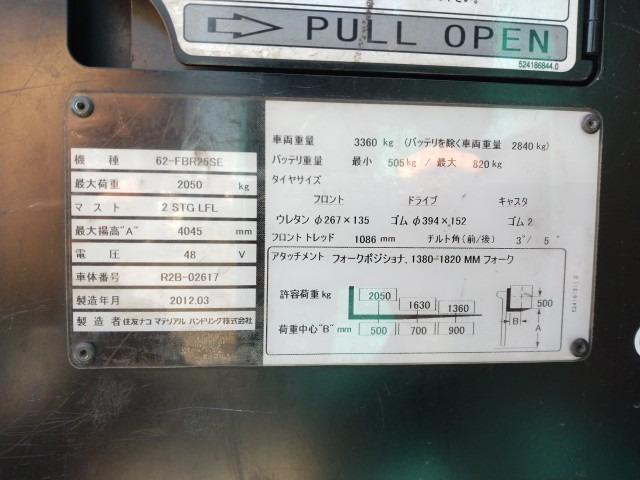 PULL OPEN
524186844.0
機 種 62-FBR25SE
最大荷重 2050 kg
マスト 2 STG LFL
最大揚高"A" 4045 mm
電圧 48 V
車体番号 R2B-02617
製造年月 2012.03
製造者 住友ナコ マテリアル ハンドリング株式会社
車両重量 3360 kg (バッテリを除く車両重量 2840 kg)
バッテリ重量 最小 505 kg / 最大 820 kg
タイヤサイズ
フロント ドライブ キャスタ
ウレタン φ267×135 ゴム φ394×152 ゴム 2
フロント トレッド 1086 mm チルト角(前/後) 3°/ 5°
アタッチメント フォークポジショナ, 1380-1820 MM フォーク
許容荷重 kg 2050 1630 1360
荷重中心"B" mm 500 700 900
500
B
A